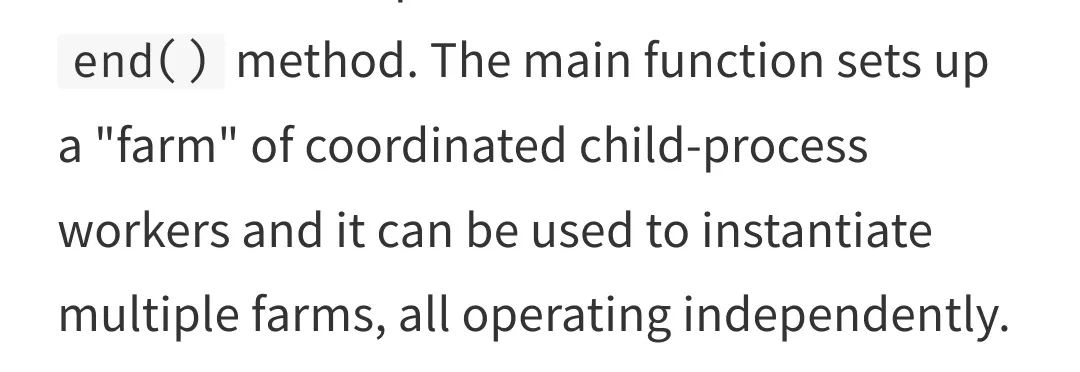 end() method. The main function sets up
a "farm" of coordinated child-process
workers and it can be used to instantiate
multiple farms, all operating independently.